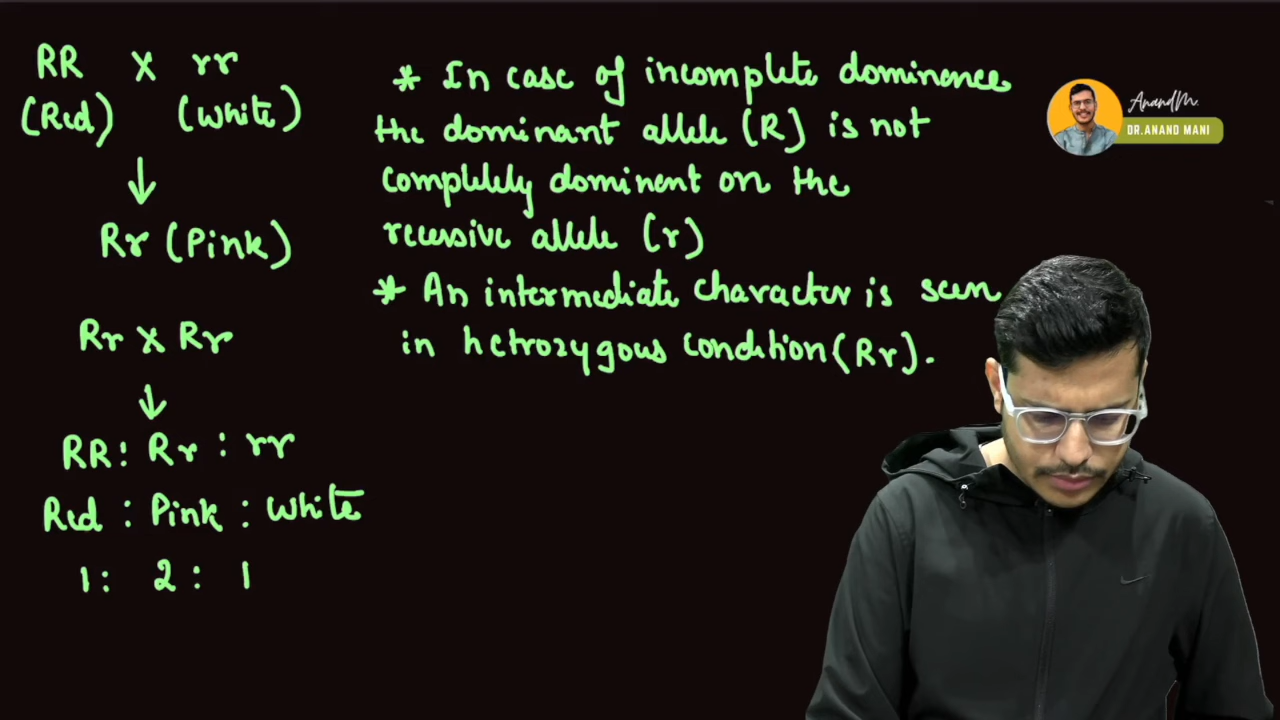 RR X rr
(Red) (White)
↓
Rr (Pink)
Rr x Rr
↓
RR : Rr : rr
Red : Pink : White
1 : 2 : 1
* In case of incomplete dominence
the dominant allele (R) is not
completely dominent on the
recessive allele (r)
* An intermediate character is seen
in hetrozygous condition (Rr).
AnandM.
DR.ANAND MANI